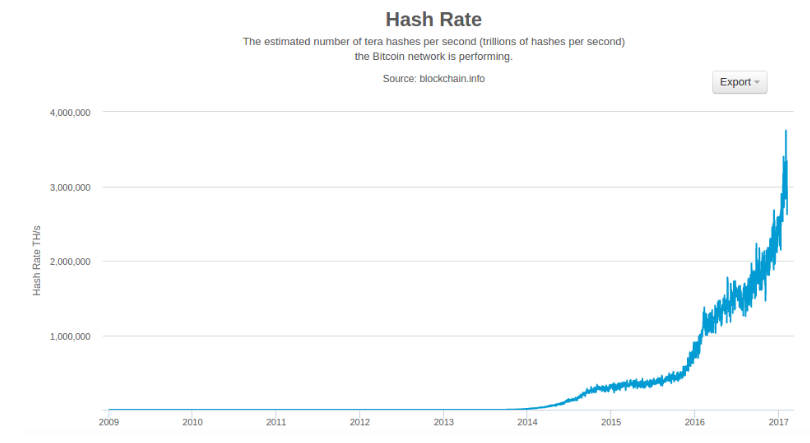 Hash Rate
The estimated number of tera hashes per second (trillions of hashes per second)
the Bitcoin network is performing.
Source: blockchain.info
Export
4,000,000
3,000,000
2,000,000
1,000,000
Hash Rate TH/s
2009 2010 2011 2012 2013 2014 2015 2016 2017